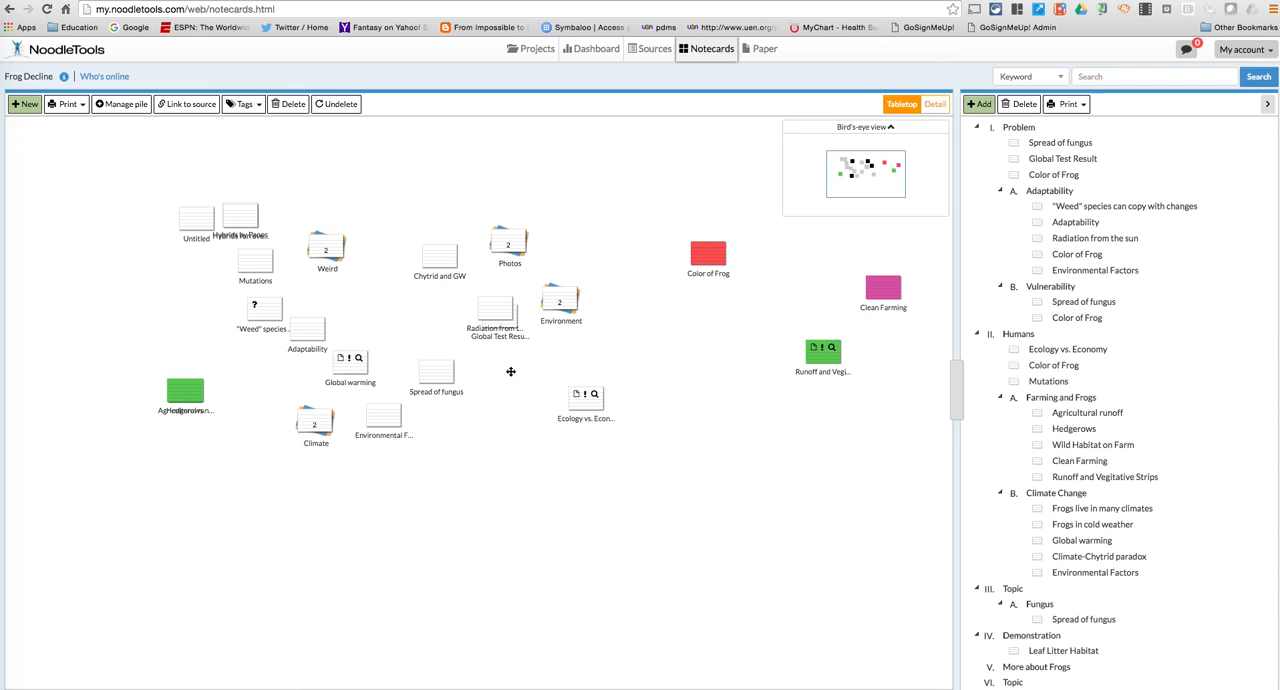 my.noodletools.com/web/notecards.html
Apps Education Google ESPN: The Worldwid Twitter / Home Fantasy on Yahoo! S From Impossible to I Symbaloo | Access y pdms http://www.uen.org/ MyChart - Health S GoSignMeUp! GoSignMeUp! Admin Other Bookmarks
NoodleTools
Projects Dashboard Sources Notecards Paper
0
My account
Frog Decline Who's online
Keyword Search Search
New Print Manage pile Link to source Tags Delete Undelete Tabletop Detail
Add Delete Print
Bird's-eye view
Untitled
Mutations
2
Weird
Chytrid and GW
2
Photos
Color of Frog
Clean Farming
?
"Weed" species
Adaptability
Radiation from t...
Global Test Resu...
2
Environment
Runoff and Vegi...
Global warming
Spread of fungus
Ecology vs. Econ...
2
Climate
Environmental F...
I. Problem
Spread of fungus
Global Test Result
Color of Frog
A. Adaptability
"Weed" species can copy with changes
Adaptability
Radiation from the sun
Color of Frog
Environmental Factors
B. Vulnerability
Spread of fungus
Color of Frog
II. Humans
Ecology vs. Economy
Color of Frog
Mutations
A. Farming and Frogs
Agricultural runoff
Hedgerows
Wild Habitat on Farm
Clean Farming
Runoff and Vegitative Strips
B. Climate Change
Frogs live in many climates
Frogs in cold weather
Global warming
Climate-Chytrid paradox
Environmental Factors
III. Topic
A. Fungus
Spread of fungus
IV. Demonstration
Leaf Litter Habitat
V. More about Frogs
VI. Topic